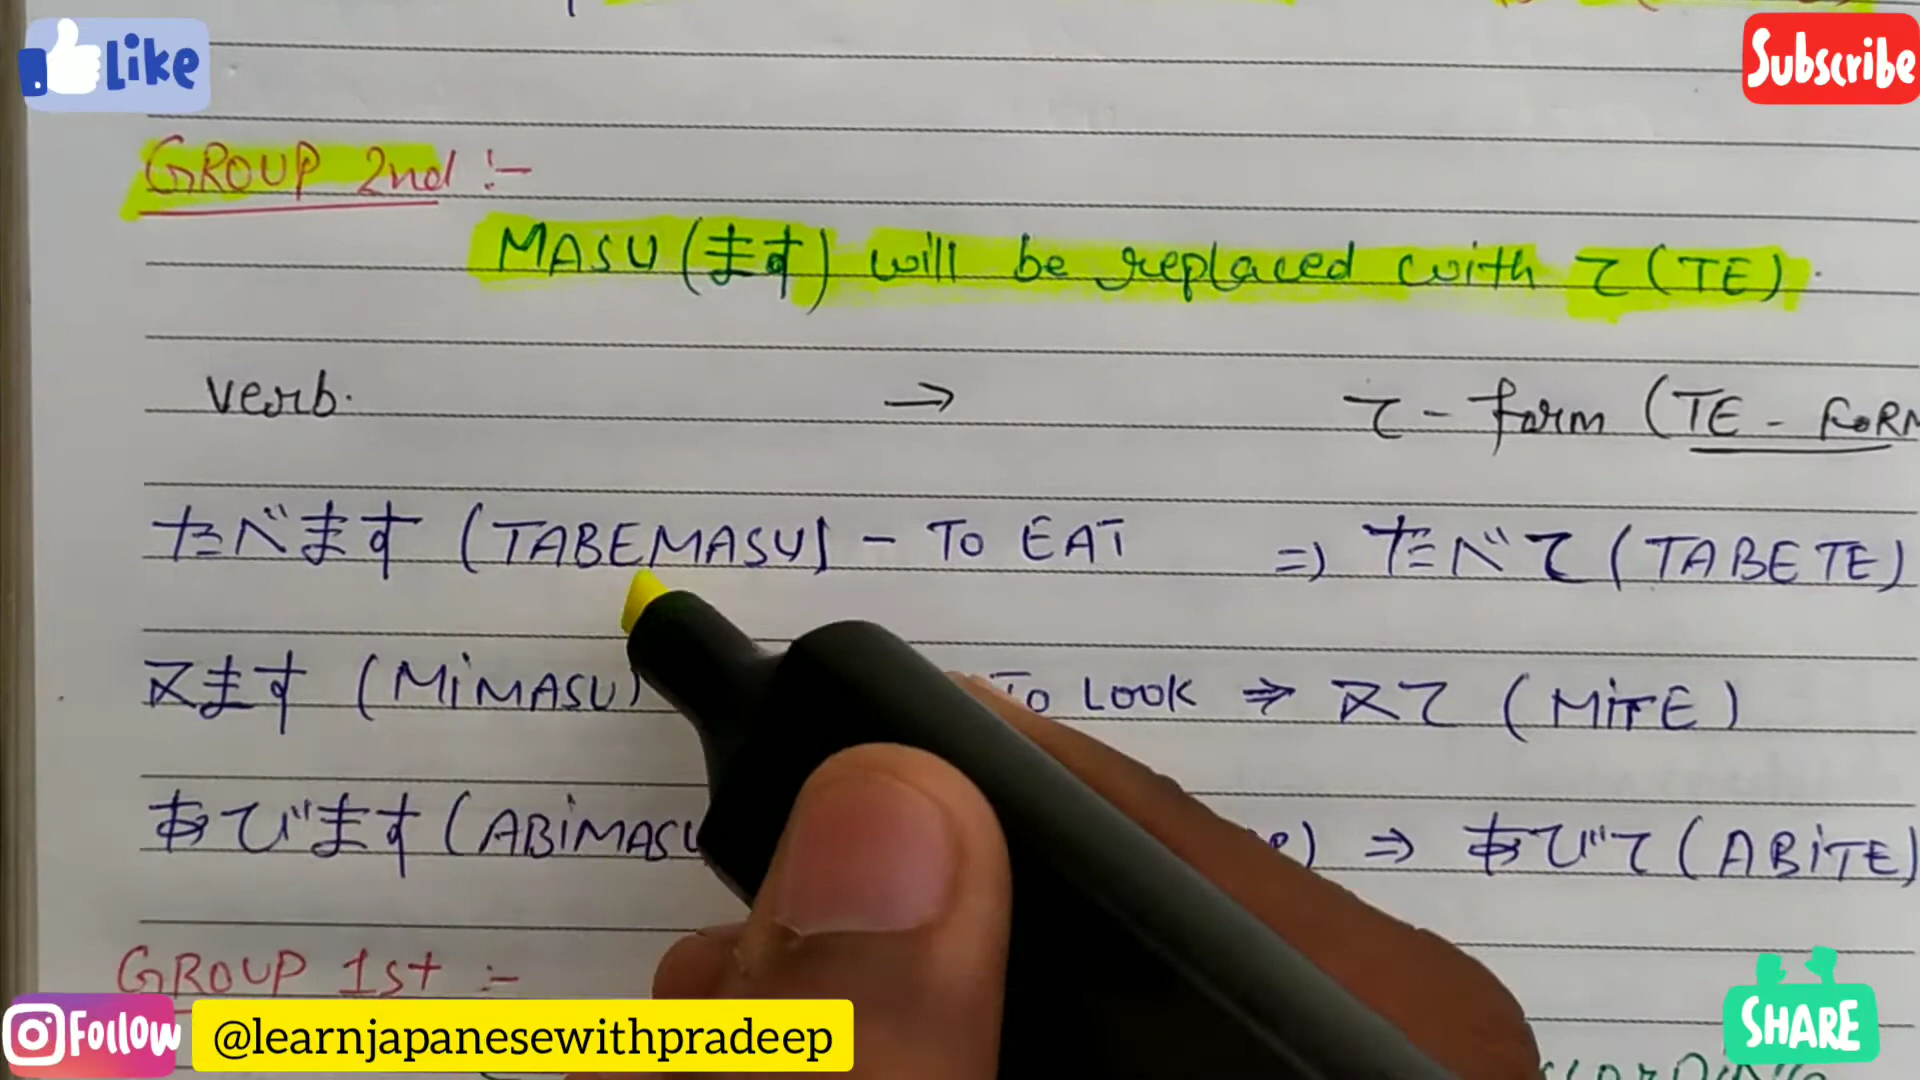 Like
Subscribe
GROUP 2nd :-
MASU (ます) will be replaced with て (TE).
verb. → て - form (TE - FORM
たべます (TABEMASU) - TO EAT => たべて (TABETE)
みます (MiMASU) TO LOOK => みて (MiTE)
あびます (ABiMASU => あびて (ABiTE)
GROUP 1st :-
Follow @learnjapanesewithpradeep
SHARE